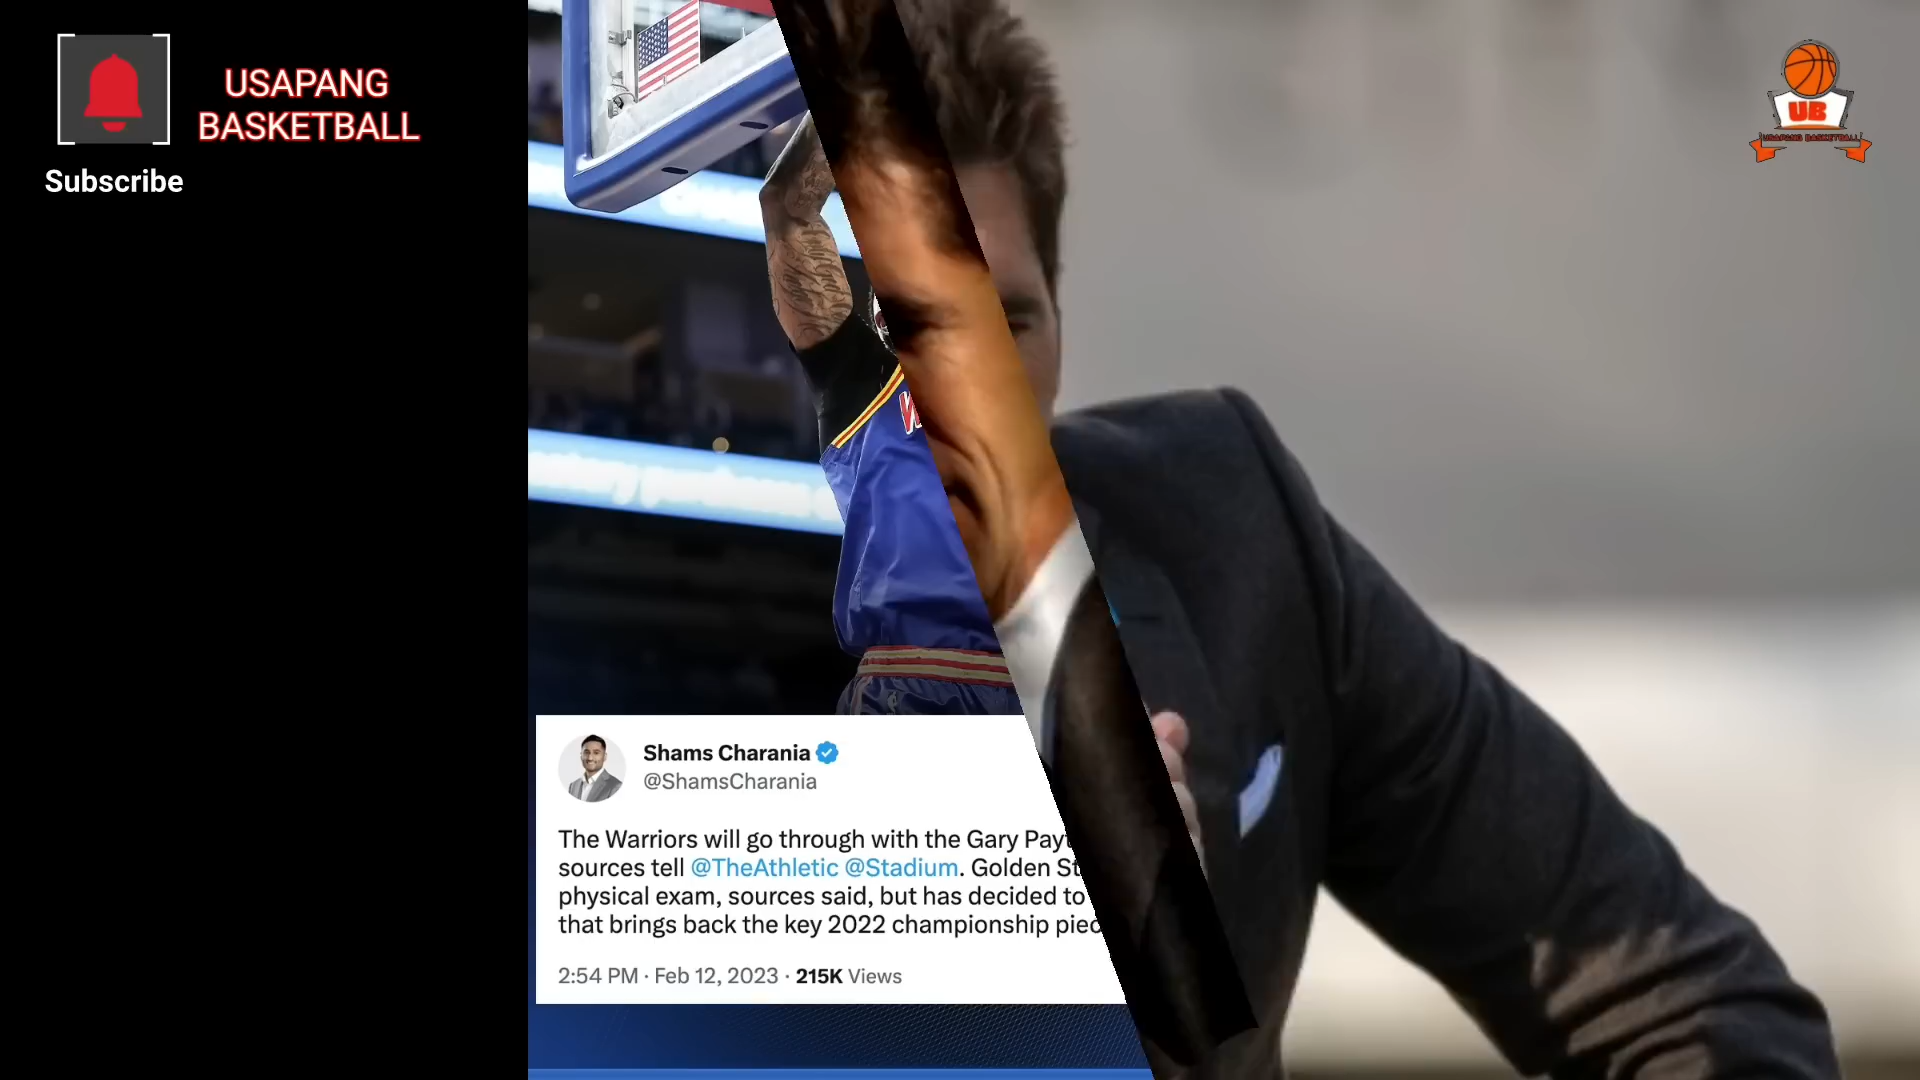 USAPANG
BASKETBALL
Subscribe
UB
USAPANG BASKETBALL
Shams Charania
@ShamsCharania
The Warriors will go through with the Gary Pay
sources tell @TheAthletic @Stadium. Golden St
physical exam, sources said, but has decided to
that brings back the key 2022 championship piec
2:54 PM · Feb 12, 2023 · 215K Views